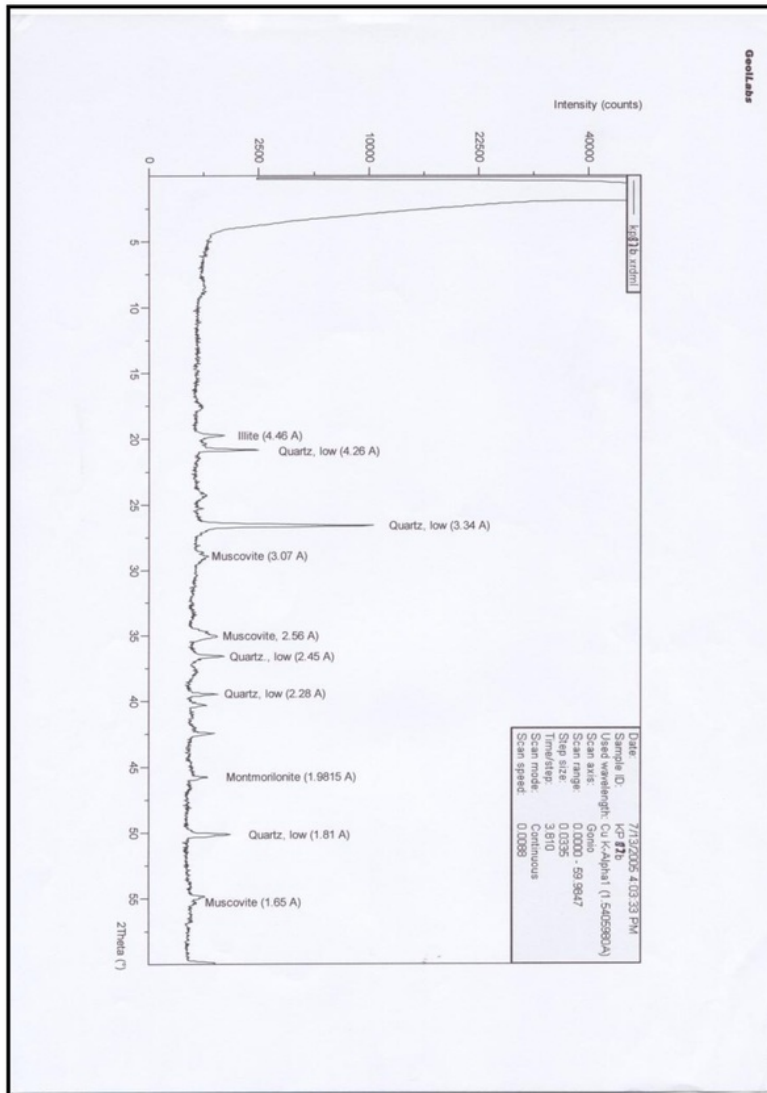 GeolLabs
Intensity (counts)
0
2500
10000
22500
40000
xrdml
5
10
15
20
25
30
35
40
45
50
55
2Theta (°)
Illite (4.46 A)
Quartz, low (4.26 A)
Quartz, low (3.34 A)
Muscovite (3.07 A)
Muscovite, 2.56 A)
Quartz., low (2.45 A)
Quartz, low (2.28 A)
Montmorilonite (1.9815 A)
Quartz, low (1.81 A)
Muscovite (1.65 A)
Date: 7/13/2005 4:03:33 PM
Sample ID: KP
Used wavelength: Cu K-Alpha1 (1.5405980A)
Scan axis: Gonio
Scan range: 0.0000 - 59.9847
Step size: 0.0335
Time/step: 3.810
Scan mode: Continuous
Scan speed: 0.0088